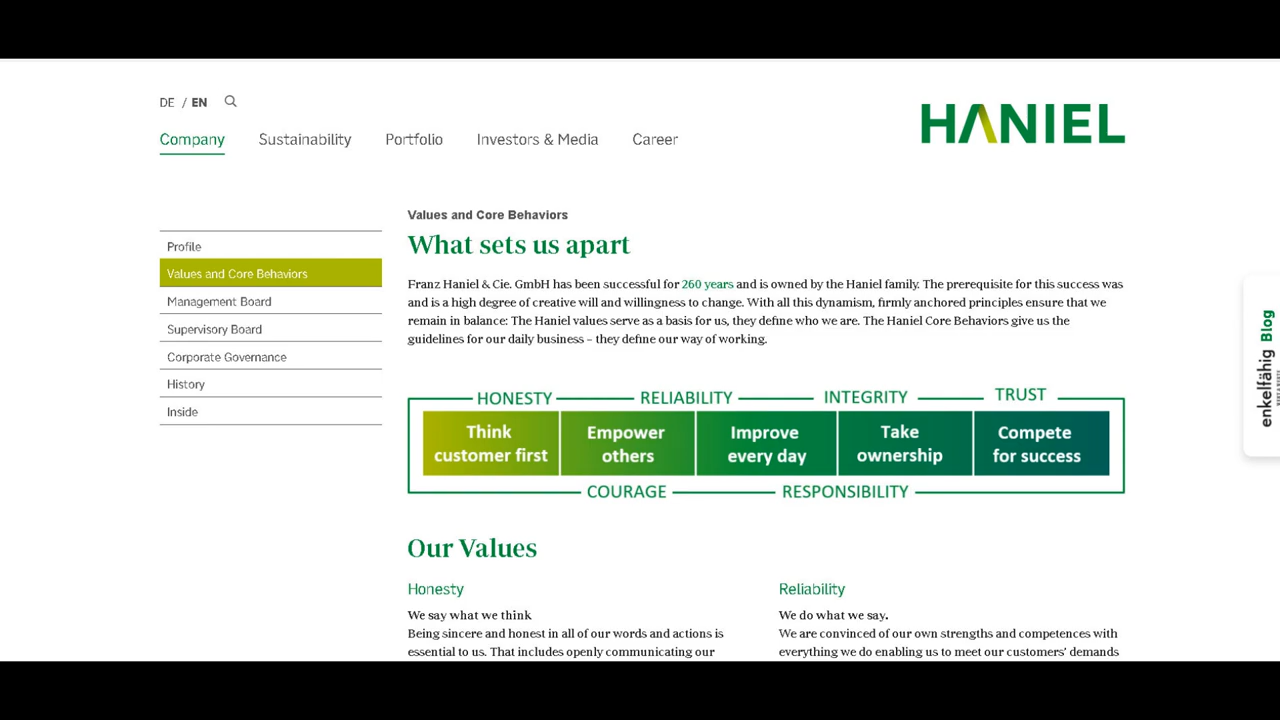 DE / EN
HANIEL
Company Sustainability Portfolio Investors & Media Career
Profile
Values and Core Behaviors
Management Board
Supervisory Board
Corporate Governance
History
Inside
Values and Core Behaviors
What sets us apart
Franz Haniel & Cie. GmbH has been successful for 260 years and is owned by the Haniel family. The prerequisite for this success was
and is a high degree of creative will and willingness to change. With all this dynamism, firmly anchored principles ensure that we
remain in balance: The Haniel values serve as a basis for us, they define who we are. The Haniel Core Behaviors give us the
guidelines for our daily business – they define our way of working.
HONESTY RELIABILITY INTEGRITY TRUST
Think customer first
Empower others
Improve every day
Take ownership
Compete for success
COURAGE RESPONSIBILITY
Our Values
Honesty
We say what we think
Being sincere and honest in all of our words and actions is
essential to us. That includes openly communicating our
Reliability
We do what we say.
We are convinced of our own strengths and competences with
everything we do enabling us to meet our customers' demands
enkelfähig Blog